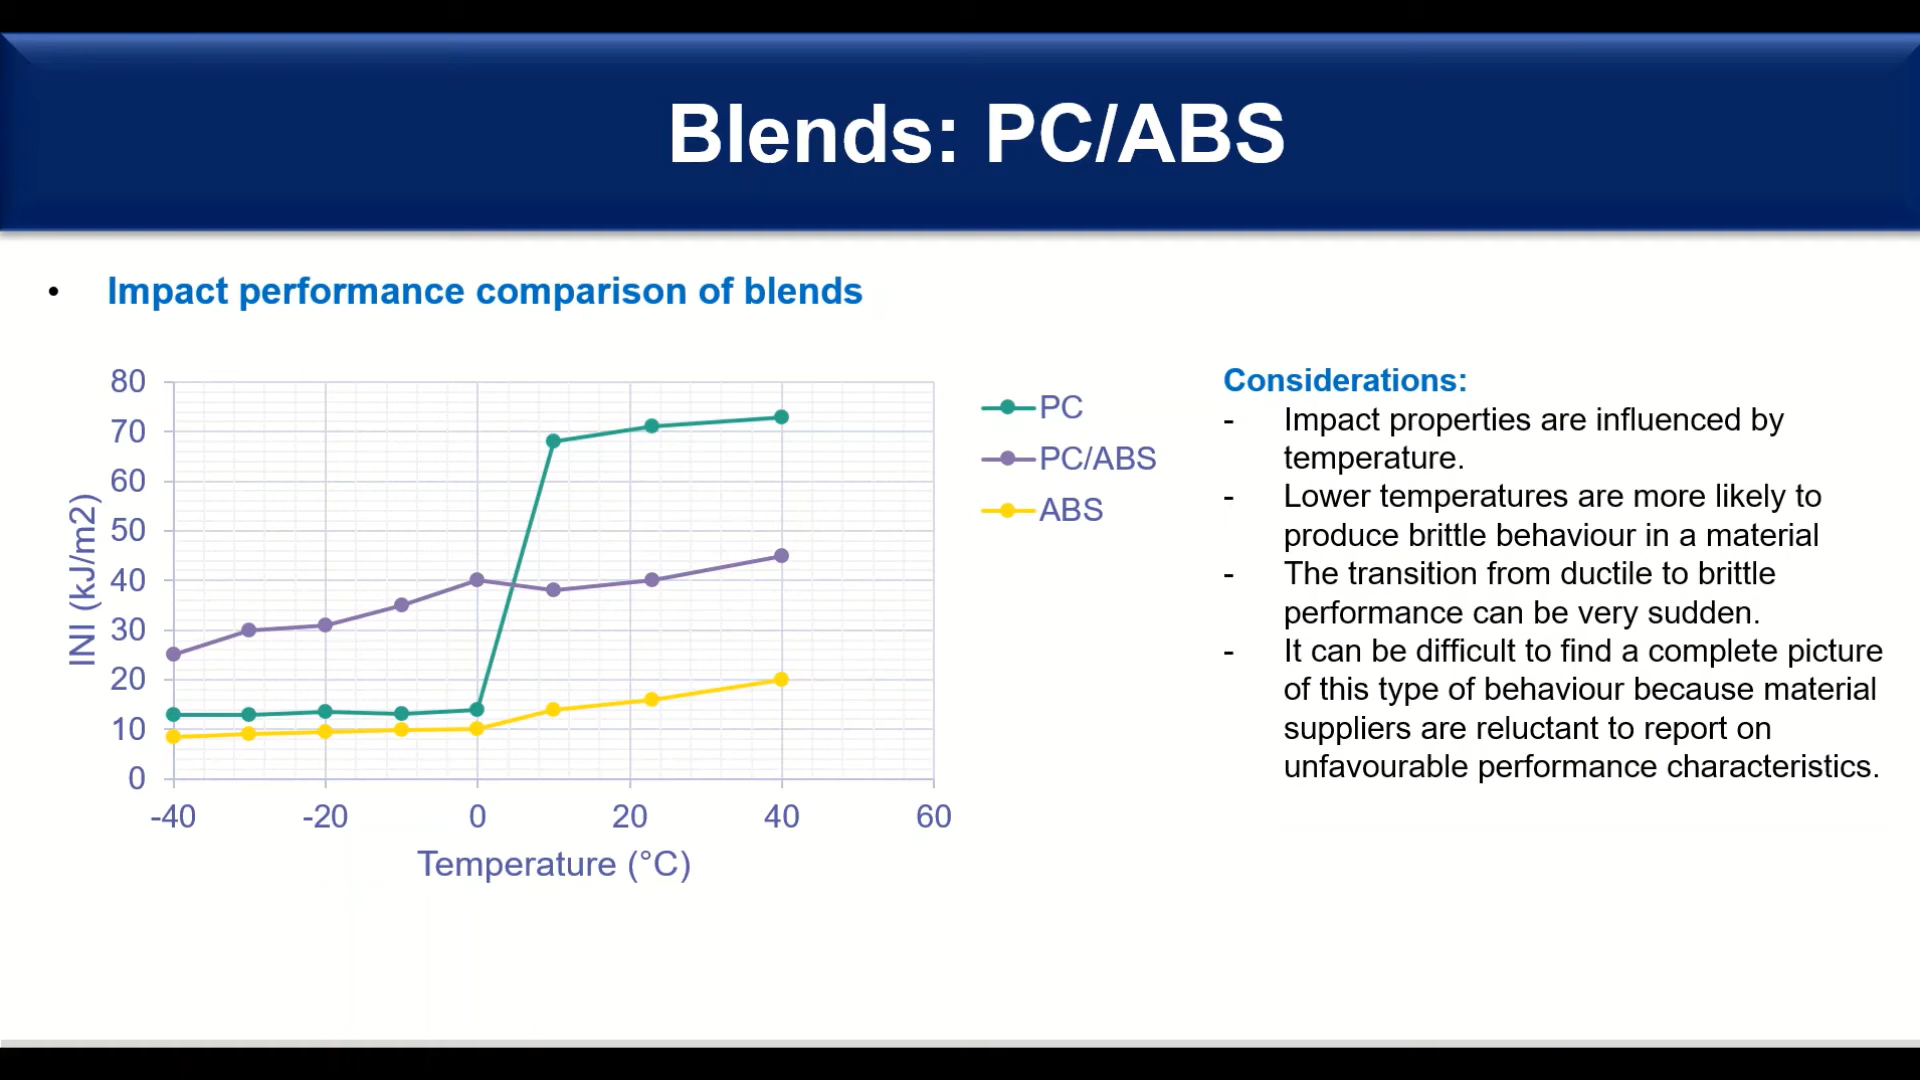 Blends: PC/ABS
• Impact performance comparison of blends
80
70
60
50
40
30
20
10
0
INI (kJ/m2)
-40
-20
0
20
40
60
Temperature (°C)
PC
PC/ABS
ABS
Considerations:
- Impact properties are influenced by
temperature.
- Lower temperatures are more likely to
produce brittle behaviour in a material
- The transition from ductile to brittle
performance can be very sudden.
- It can be difficult to find a complete picture
of this type of behaviour because material
suppliers are reluctant to report on
unfavourable performance characteristics.